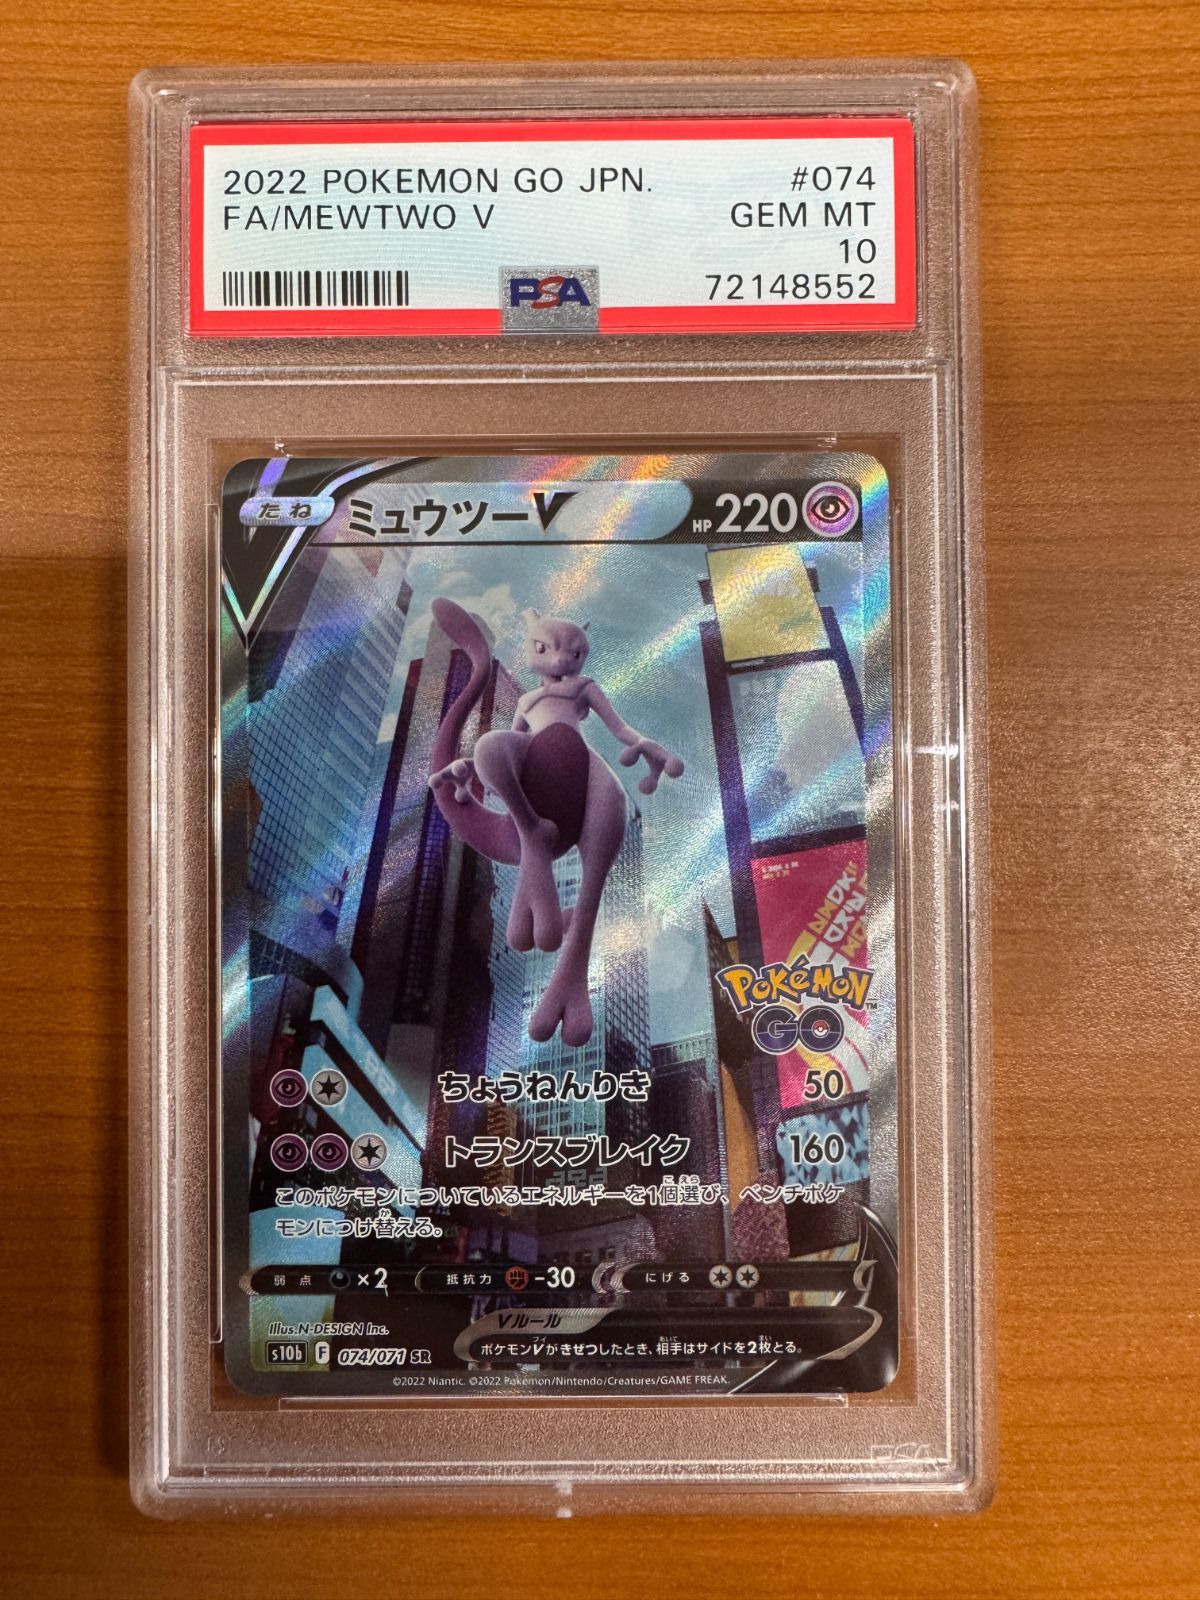 2022 POKEMON GO JPN. #074
FA/MEWTWO V GEM MT
10
PSA 72148552
たね ミュウツーV HP 220
POKéMON™
GO
ちょうねんりき 50
トランスブレイク 160
このポケモンについているエネルギーを1個選び、ベンチポケ
モンにつけ替える。
弱点 ×2 抵抗力 -30 にげる
Vルール
Illus.N-DESIGN Inc.
ポケモンVがきぜつしたとき、相手はサイドを2枚とる。
s10b F 074/071 SR
©2022 Niantic. ©2022 Pokémon/Nintendo/Creatures/GAME FREAK.
PSA